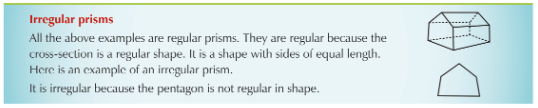 Irregular prisms
All the above examples are regular prisms. They are regular because the
cross-section is a regular shape. It is a shape with sides of equal length.
Here is an example of an irregular prism.
It is irregular because the pentagon is not regular in shape.